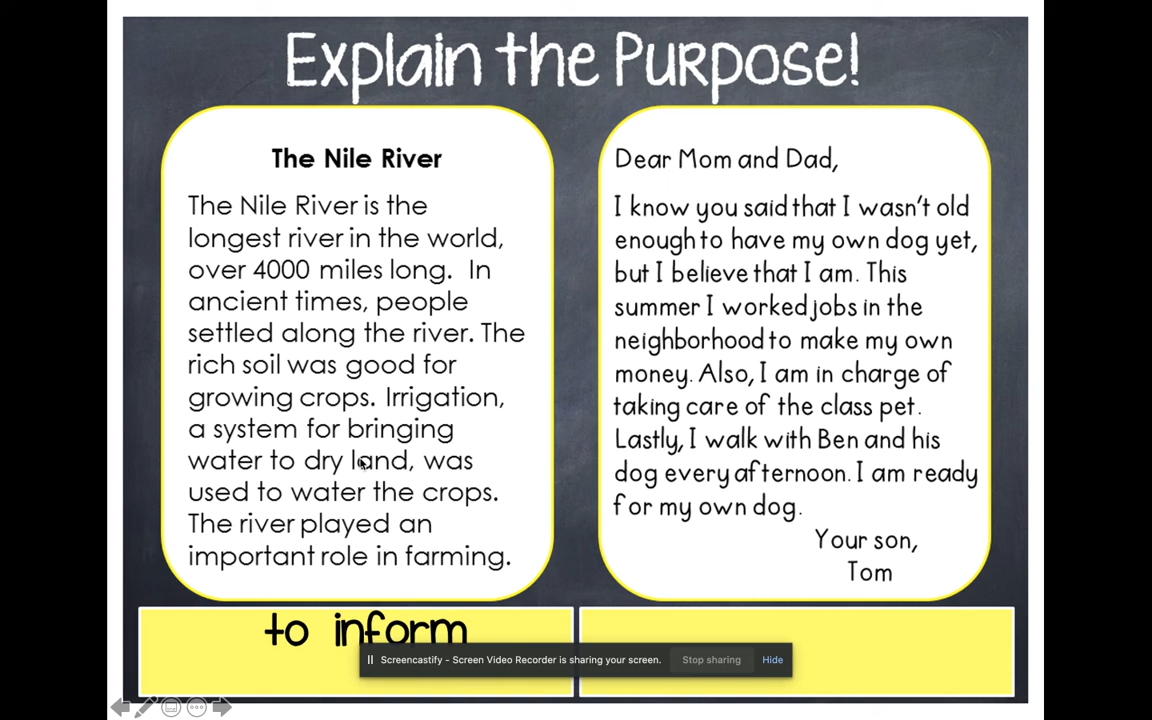 Explain the Purpose!
The Nile River
The Nile River is the
longest river in the world,
over 4000 miles long. In
ancient times, people
settled along the river. The
rich soil was good for
growing crops. Irrigation,
a system for bringing
water to dry land, was
used to water the crops.
The river played an
important role in farming.
Dear Mom and Dad,
I know you said that I wasn't old
enough to have my own dog yet,
but I believe that I am. This
summer I worked jobs in the
neighborhood to make my own
money. Also, I am in charge of
taking care of the class pet.
Lastly, I walk with Ben and his
dog every afternoon. I am ready
for my own dog.
Your son,
Tom
to inform
Screencastify - Screen Video Recorder is sharing your screen.
Stop sharing
Hide